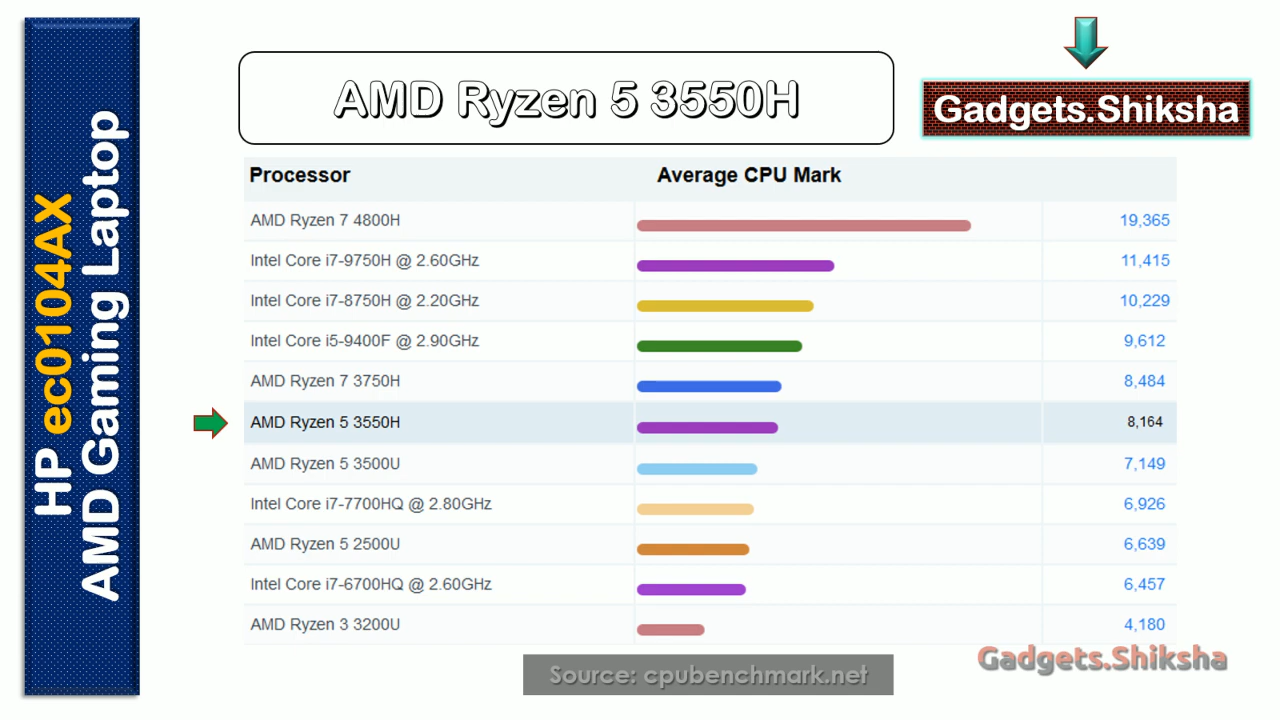 HP ec0104AX
AMD Gaming Laptop
AMD Ryzen 5 3550H
Gadgets.Shiksha
Processor Average CPU Mark
AMD Ryzen 7 4800H 19,365
Intel Core i7-9750H @ 2.60GHz 11,415
Intel Core i7-8750H @ 2.20GHz 10,229
Intel Core i5-9400F @ 2.90GHz 9,612
AMD Ryzen 7 3750H 8,484
AMD Ryzen 5 3550H 8,164
AMD Ryzen 5 3500U 7,149
Intel Core i7-7700HQ @ 2.80GHz 6,926
AMD Ryzen 5 2500U 6,639
Intel Core i7-6700HQ @ 2.60GHz 6,457
AMD Ryzen 3 3200U 4,180
Gadgets.Shiksha
Source: cpubenchmark.net